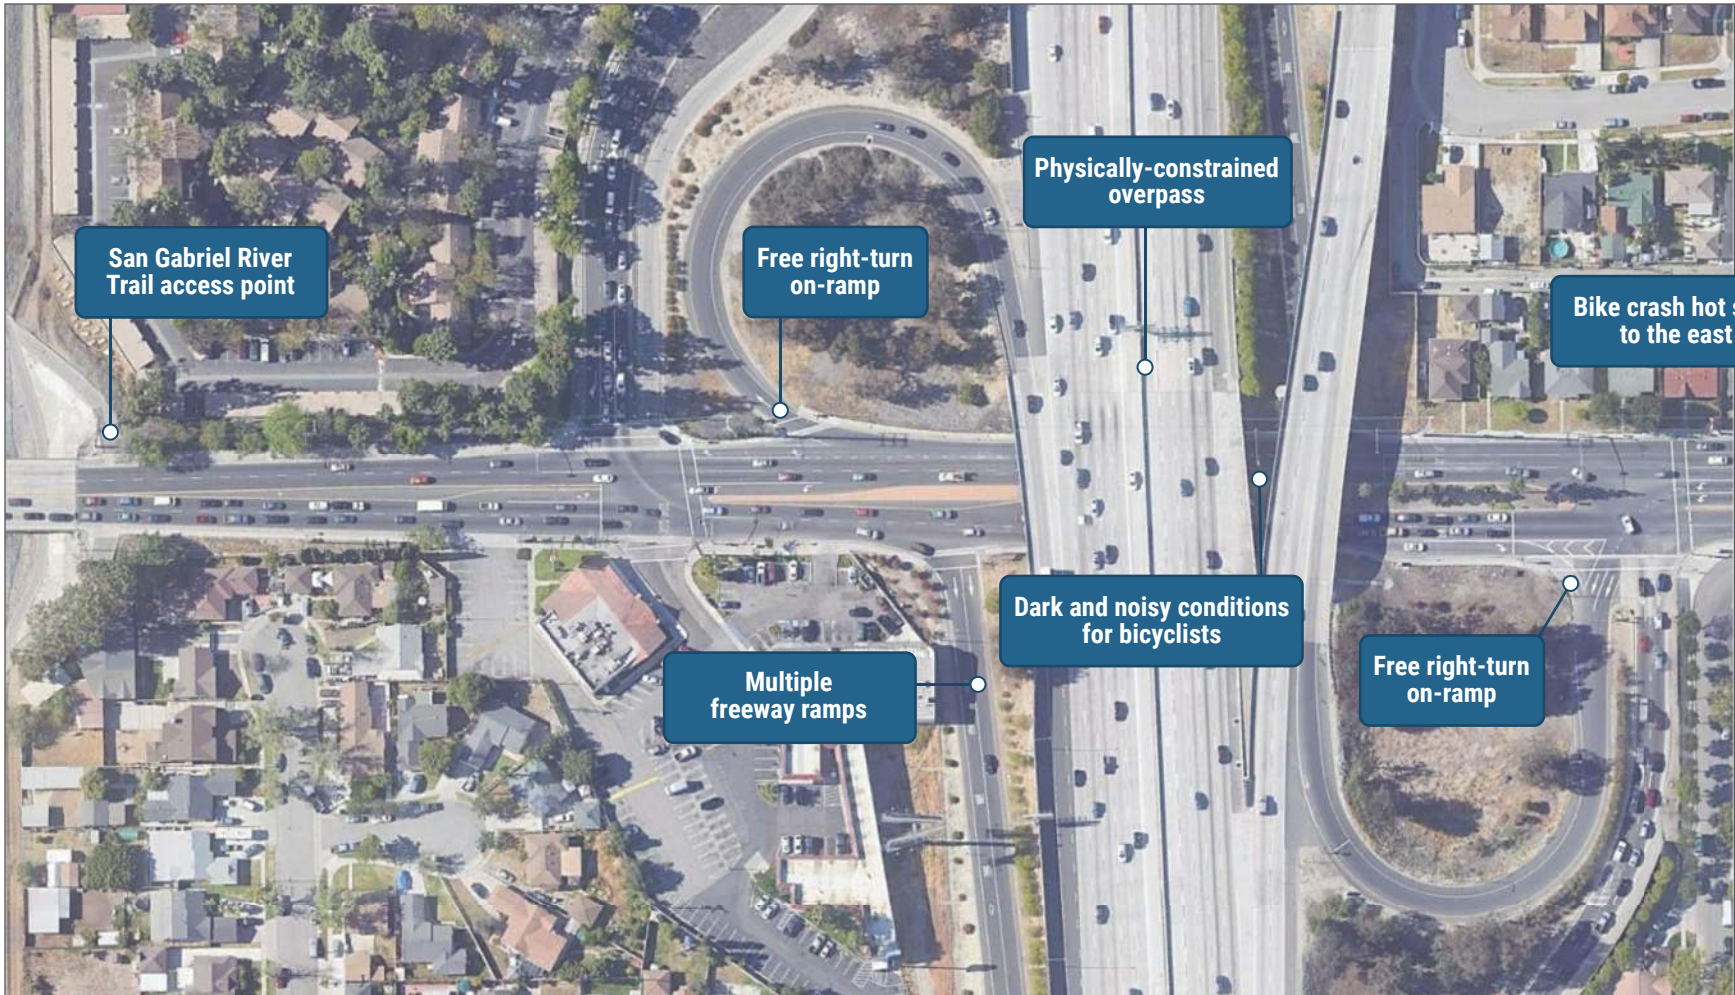 Physically-constrained
overpass
San Gabriel River
Trail access point
Free right-turn
on-ramp
Bike crash hot
to the east
Dark and noisy conditions
for bicyclists
Multiple
freeway ramps
Free right-turn
on-ramp